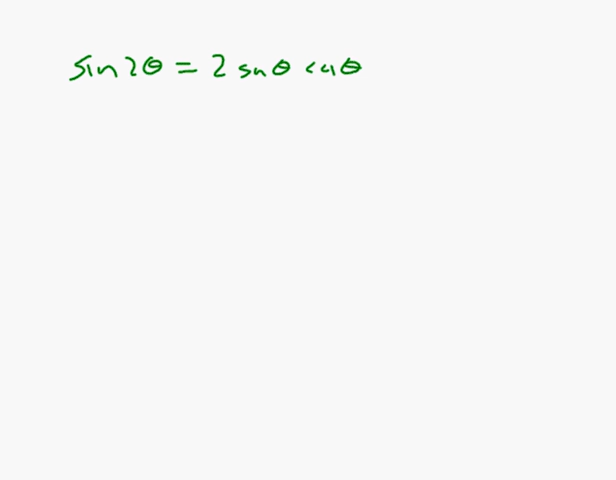 sin 2θ = 2 sin θ cos θ